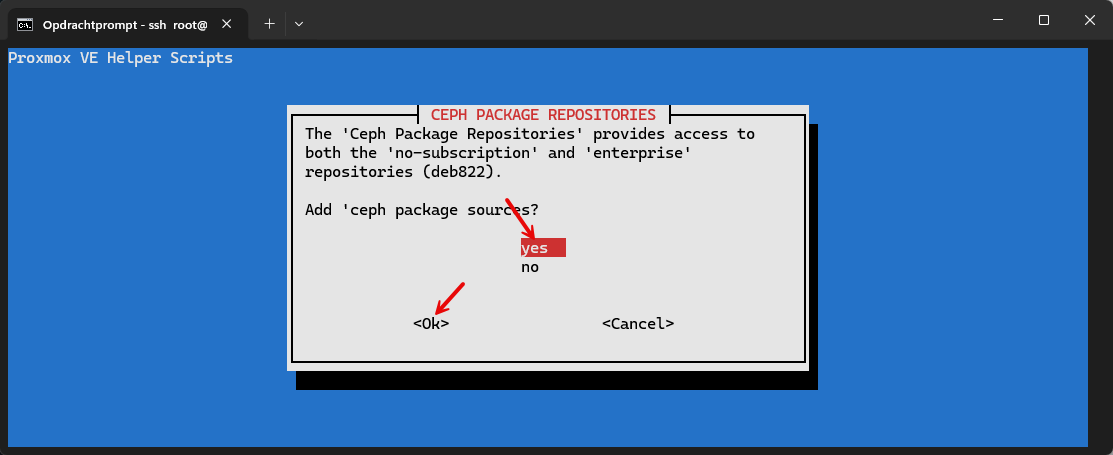 Opdrachtprompt - ssh root@
Proxmox VE Helper Scripts
CEPH PACKAGE REPOSITORIES
The 'Ceph Package Repositories' provides access to
both the 'no-subscription' and 'enterprise'
repositories (deb822).
Add 'ceph package sources?
yes
no
<Ok> <Cancel>